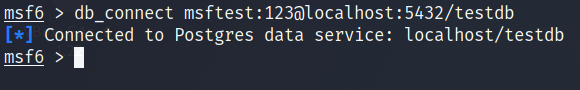 msf6 > db_connect msftest:123@localhost:5432/testdb
[*] Connected to Postgres data service: localhost/testdb
msf6 >